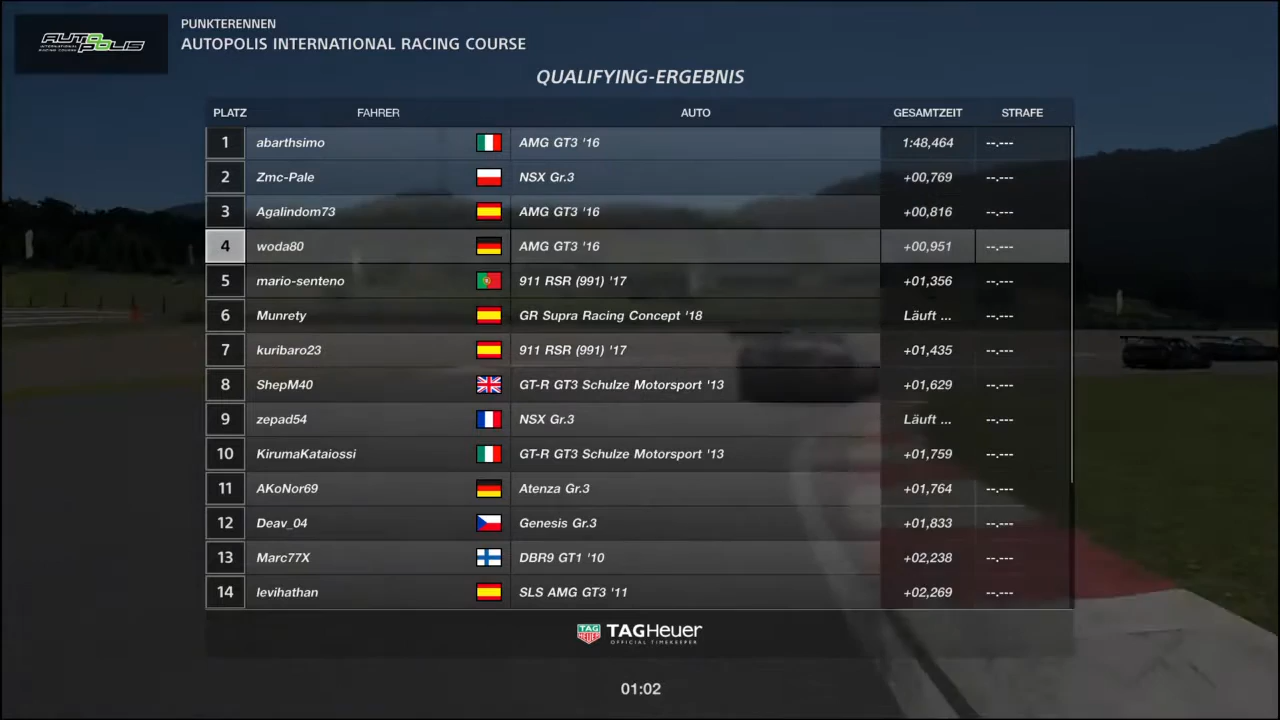 AUTOPOLIS
INTERNATIONAL RACING COURSE
PUNKTERENNEN
AUTOPOLIS INTERNATIONAL RACING COURSE
QUALIFYING-ERGEBNIS
PLATZ FAHRER AUTO GESAMTZEIT STRAFE
1 abarthsimo AMG GT3 '16 1:48,464 --.---
2 Zmc-Pale NSX Gr.3 +00,769 --.---
3 Agalindom73 AMG GT3 '16 +00,816 --.---
4 woda80 AMG GT3 '16 +00,951 --.---
5 mario-senteno 911 RSR (991) '17 +01,356 --.---
6 Munrety GR Supra Racing Concept '18 Läuft ... --.---
7 kuribaro23 911 RSR (991) '17 +01,435 --.---
8 ShepM40 GT-R GT3 Schulze Motorsport '13 +01,629 --.---
9 zepad54 NSX Gr.3 Läuft ... --.---
10 KirumaKataiossi GT-R GT3 Schulze Motorsport '13 +01,759 --.---
11 AKoNor69 Atenza Gr.3 +01,764 --.---
12 Deav_04 Genesis Gr.3 +01,833 --.---
13 Marc77X DBR9 GT1 '10 +02,238 --.---
14 levihathan SLS AMG GT3 '11 +02,269 --.---
TAG HEUER TAGHeuer
OFFICIAL TIMEKEEPER
01:02